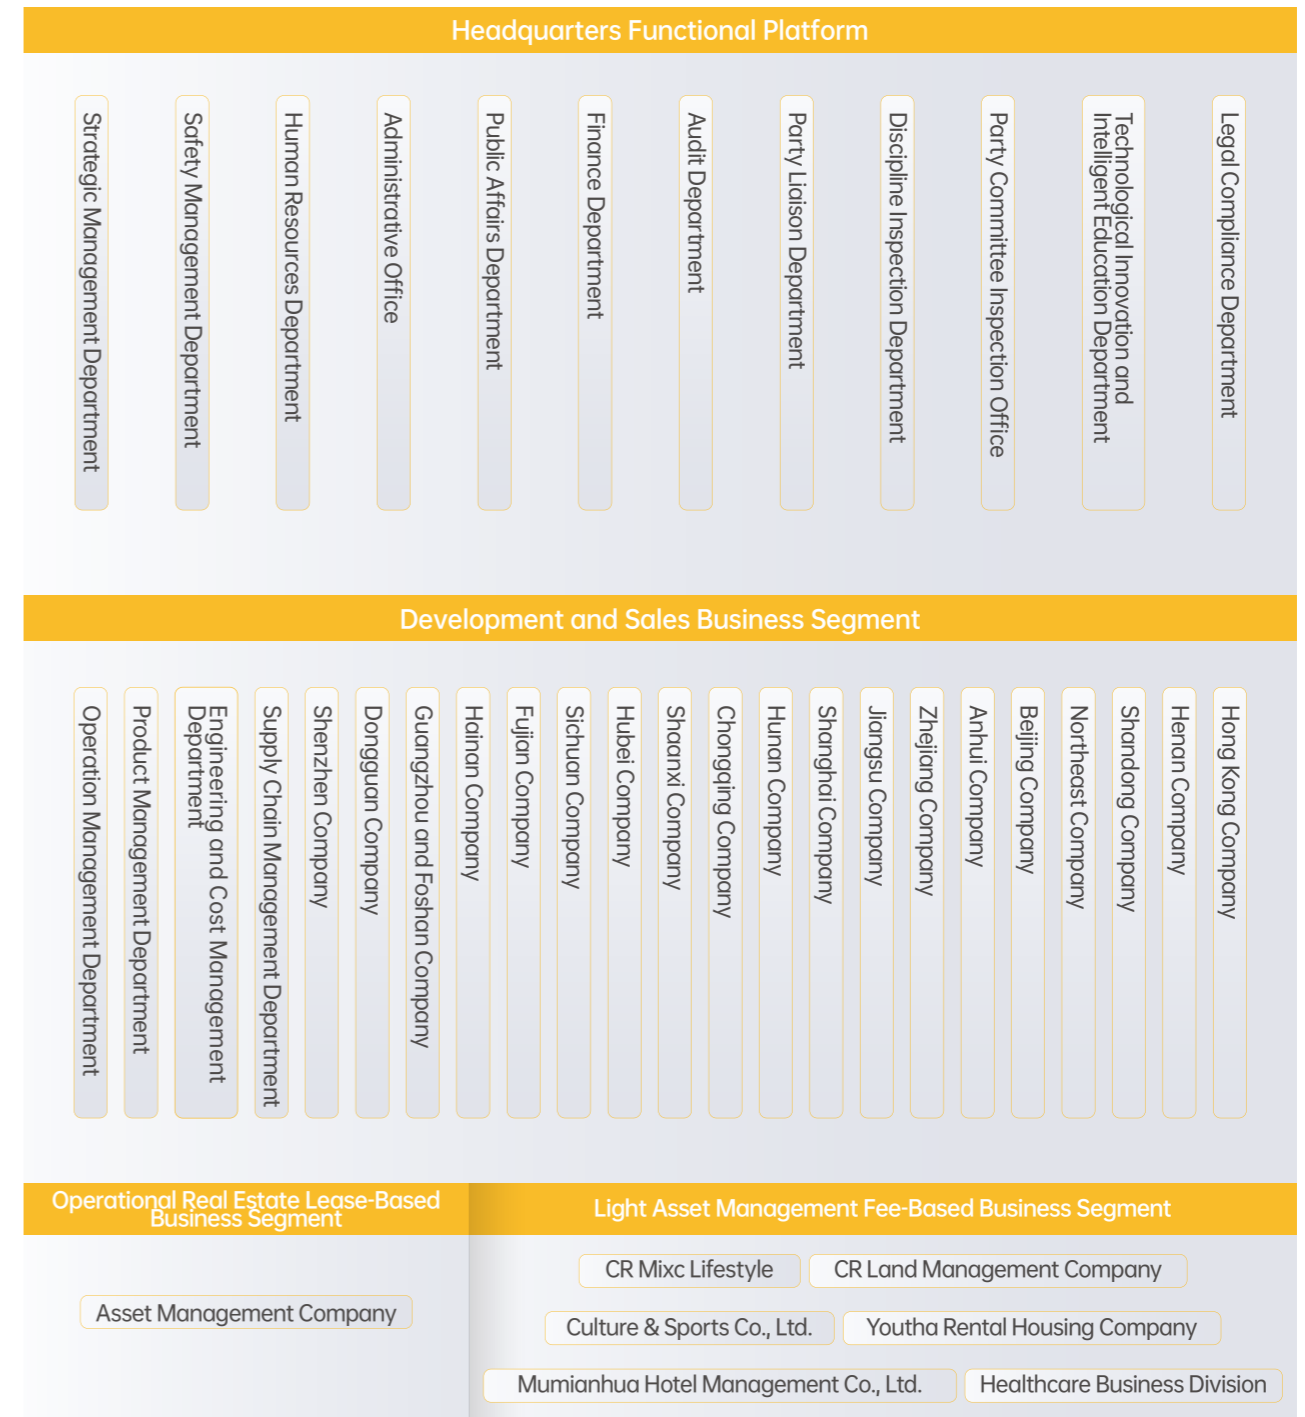 Headquarters Functional Platform
Strategic Management Department
Safety Management Department
Human Resources Department
Administrative Office
Public Affairs Department
Finance Department
Audit Department
Party Liaison Department
Discipline Inspection Department
Party Committee Inspection Office
Technological Innovation and
Intelligent Education Department
Legal Compliance Department
Development and Sales Business Segment
Operation Management Department
Product Management Department
Engineering and Cost Management
Department
Supply Chain Management Department
Shenzhen Company
Dongguan Company
Guangzhou and Foshan Company
Hainan Company
Fujian Company
Sichuan Company
Hubei Company
Shaanxi Company
Chongqing Company
Hunan Company
Shanghai Company
Jiangsu Company
Zhejiang Company
Anhui Company
Beijing Company
Northeast Company
Shandong Company
Henan Company
Hong Kong Company
Operational Real Estate Lease-Based
Business Segment
Asset Management Company
Light Asset Management Fee-Based Business Segment
CR Mixc Lifestyle
CR Land Management Company
Culture & Sports Co., Ltd.
Youtha Rental Housing Company
Mumianhua Hotel Management Co., Ltd.
Healthcare Business Division